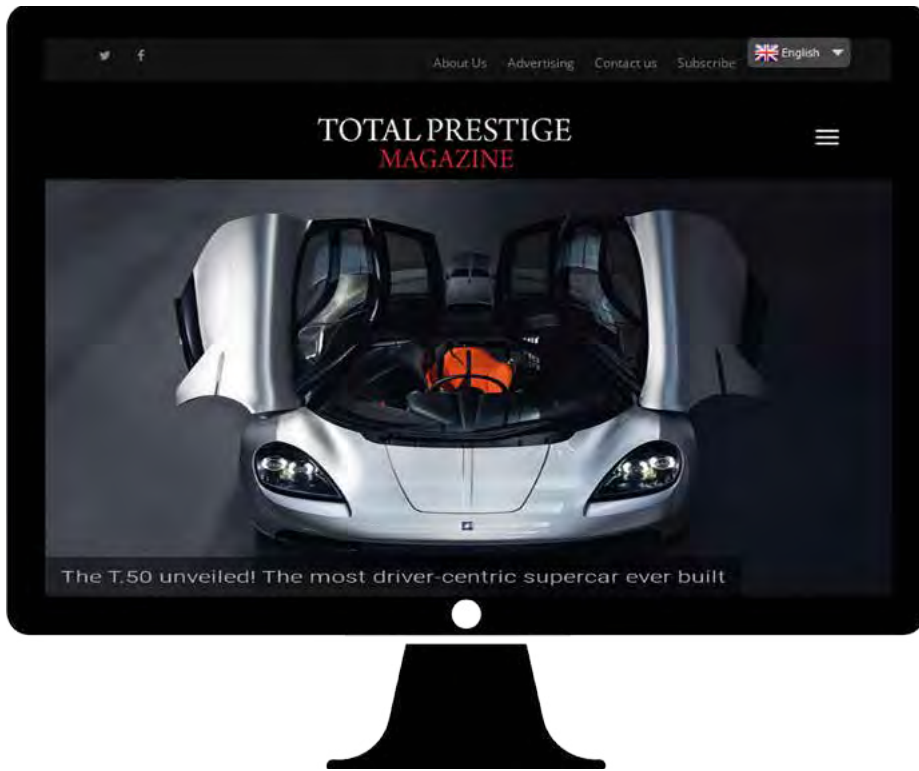 About Us Advertising Contact us Subscribe English
TOTAL PRESTIGE
MAGAZINE
The T.50 unveiled! The most driver-centric supercar ever built